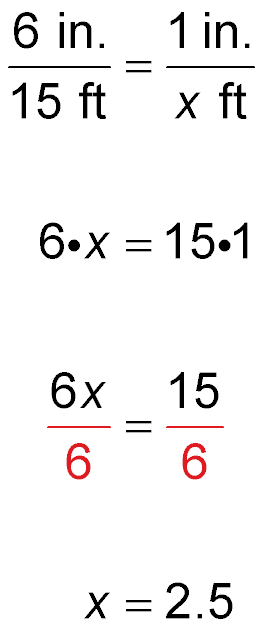 6 in. / 15 ft = 1 in. / x ft
6•x = 15•1
6x / 6 = 15 / 6
x = 2.5